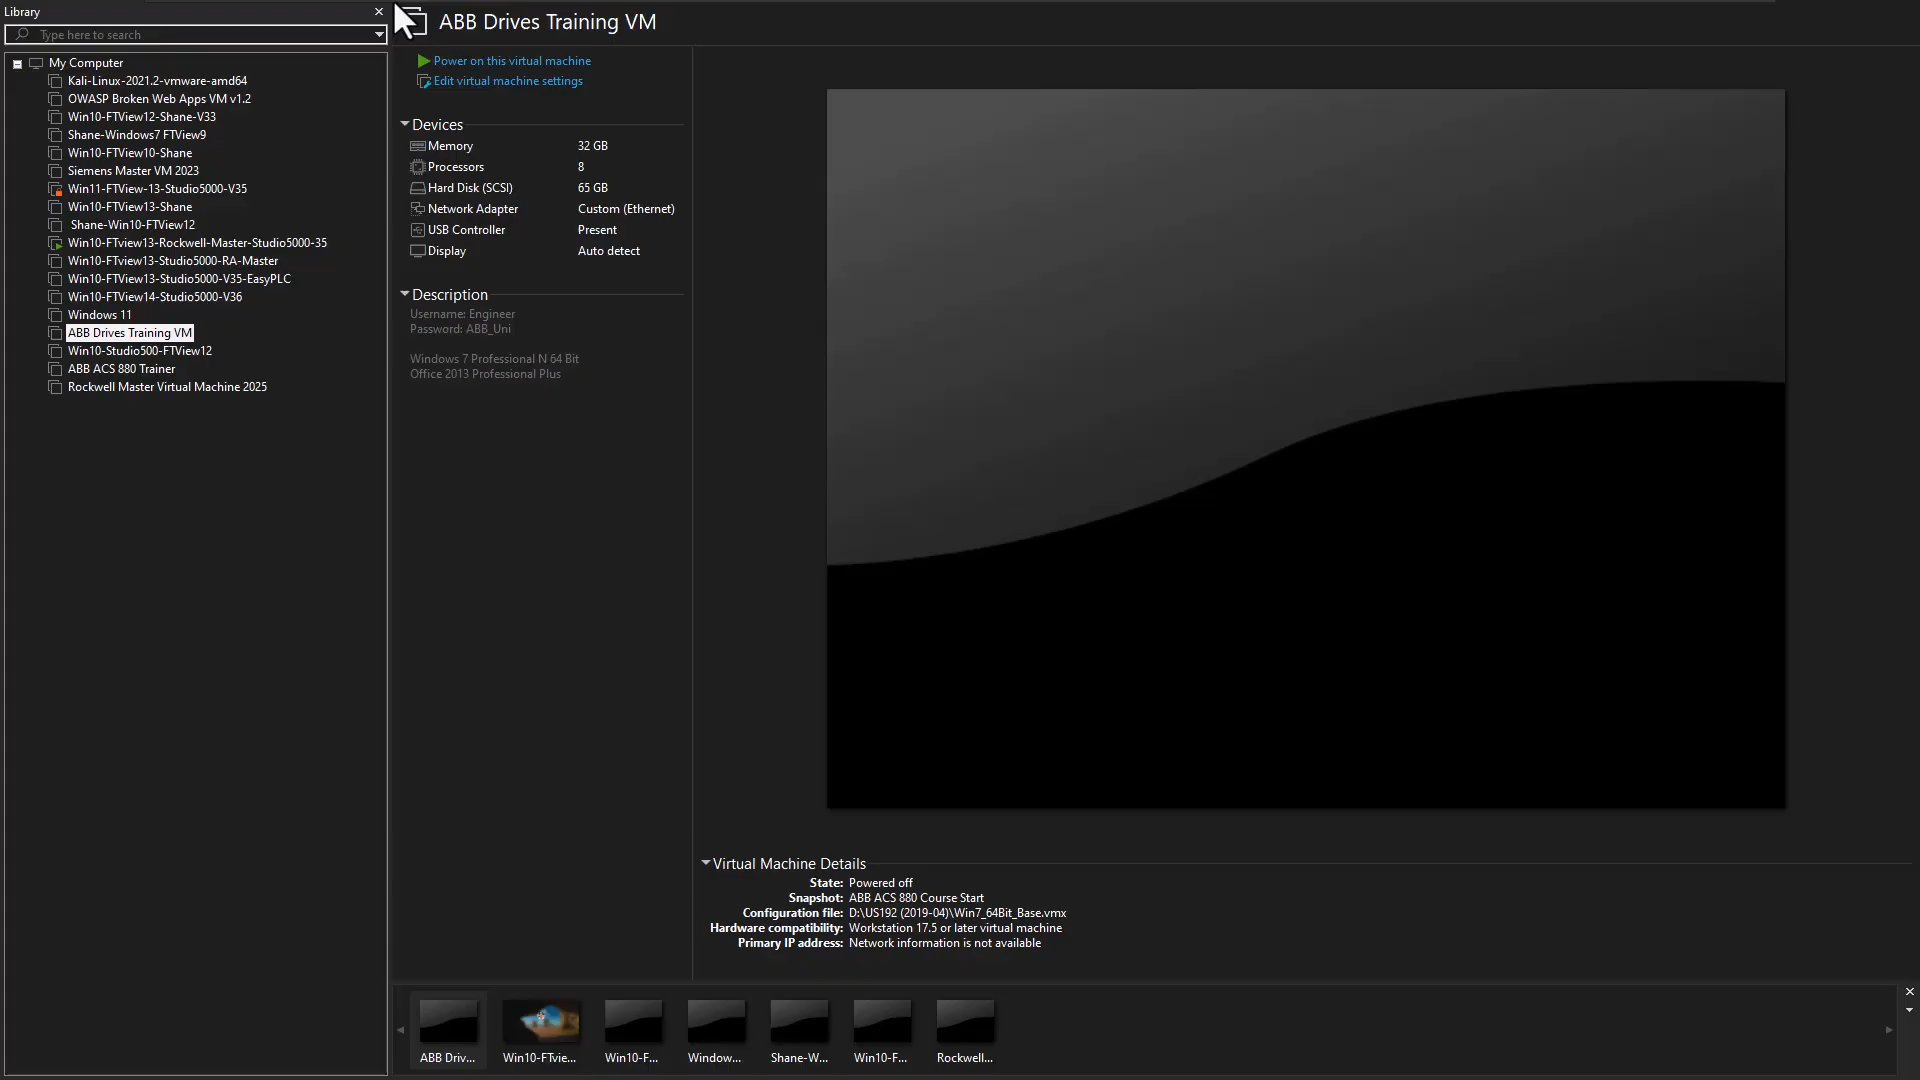 Library
Type here to search
My Computer
Kali-Linux-2021.2-vmware-amd64
OWASP Broken Web Apps VM v1.2
Win10-FTView12-Shane-V33
Shane-Windows7 FTView9
Win10-FTView10-Shane
Siemens Master VM 2023
Win11-FTView-13-Studio5000-V35
Win10-FTView13-Shane
Shane-Win10-FTView12
Win10-FTview13-Rockwell-Master-Studio5000-35
Win10-FTview13-Studio5000-RA-Master
Win10-FTView13-Studio5000-V35-EasyPLC
Win10-FTView14-Studio5000-V36
Windows 11
ABB Drives Training VM
Win10-Studio500-FTView12
ABB ACS 880 Trainer
Rockwell Master Virtual Machine 2025
ABB Drives Training VM
Power on this virtual machine
Edit virtual machine settings
Devices
Memory 32 GB
Processors 8
Hard Disk (SCSI) 65 GB
Network Adapter Custom (Ethernet)
USB Controller Present
Display Auto detect
Description
Username: Engineer
Password: ABB_Uni
Windows 7 Professional N 64 Bit
Office 2013 Professional Plus
Virtual Machine Details
State: Powered off
Snapshot: ABB ACS 880 Course Start
Configuration file: D:\US192 (2019-04)\Win7_64Bit_Base.vmx
Hardware compatibility: Workstation 17.5 or later virtual machine
Primary IP address: Network information is not available
ABB Driv... Win10-FTvie... Win10-F... Window... Shane-W... Win10-F... Rockwell...